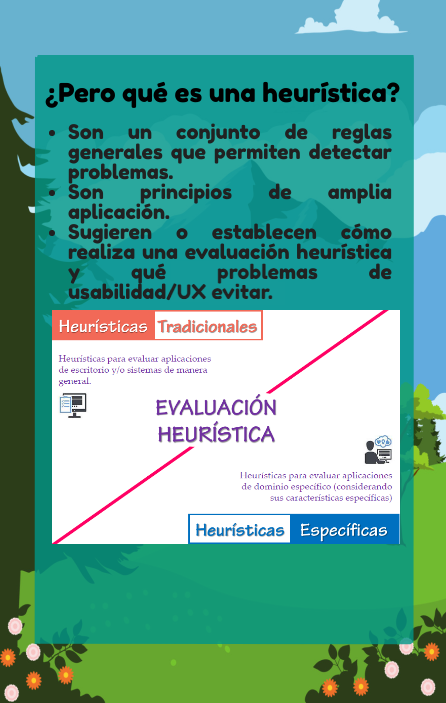 ¿Pero qué es una heurística?
• Son un conjunto de reglas
generales que permiten detectar
problemas.
• Son principios de amplia
aplicación.
• Sugieren o establecen cómo
realiza una evaluación heurística
y qué problemas de
usabilidad/UX evitar.
Heurísticas Tradicionales
Heurísticas para evaluar aplicaciones
de escritorio y/o sistemas de manera
general.
EVALUACIÓN
HEURÍSTICA
Heurísticas para evaluar aplicaciones
de dominio específico (considerando
sus características específicas)
Heurísticas Específicas